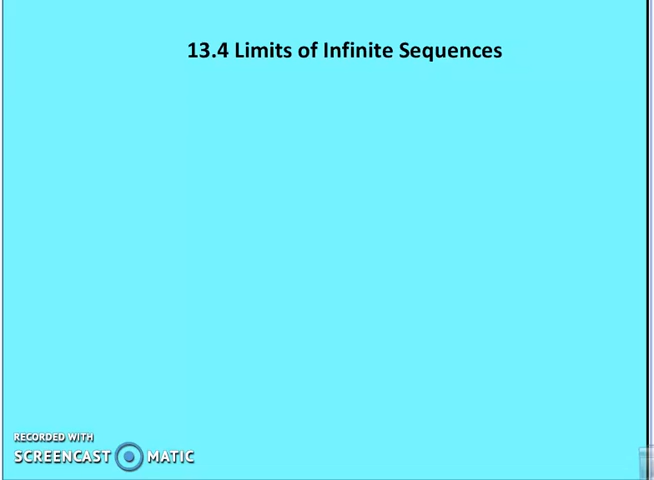 13.4 Limits of Infinite Sequences
RECORDED WITH
SCREENCAST MATIC